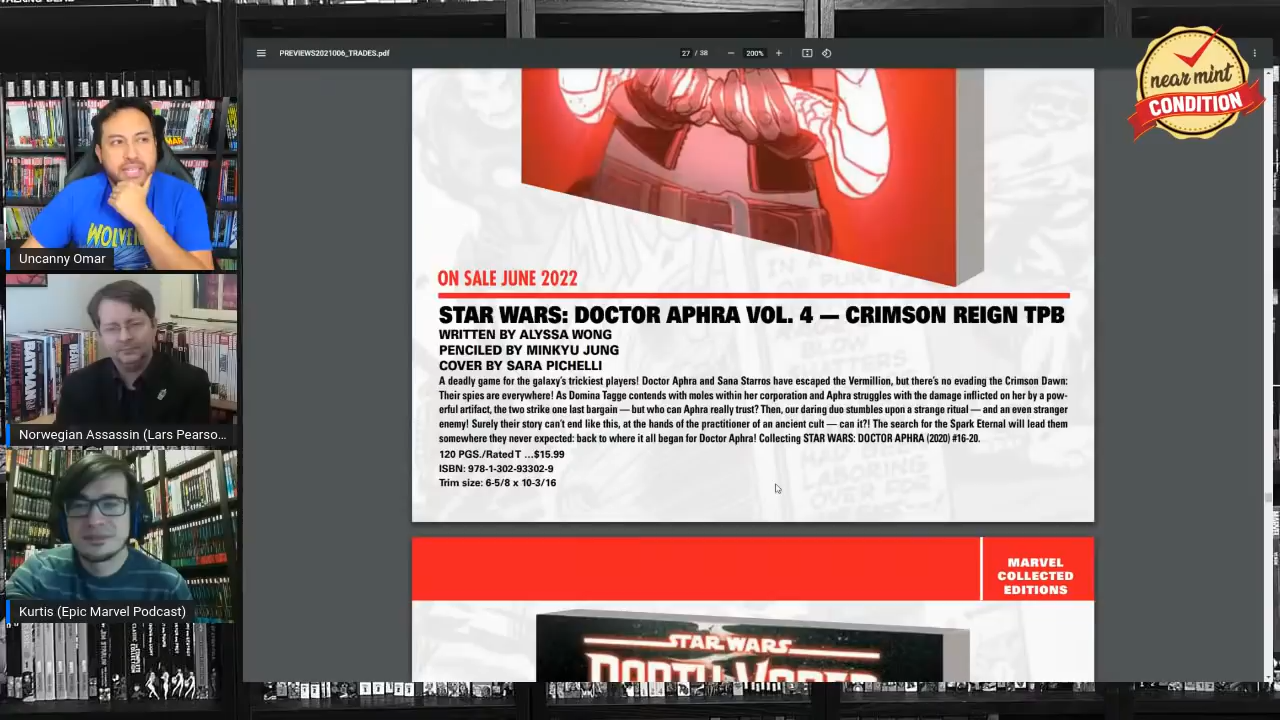 PREVIEWS2021006_TRADES.pdf
27 / 38
200%
near mint
CONDITION
WOLVER
Uncanny Omar
BATMAN
Norwegian Assassin (Lars Pearso...
Kurtis (Epic Marvel Podcast)
ON SALE JUNE 2022
STAR WARS: DOCTOR APHRA VOL. 4 — CRIMSON REIGN TPB
WRITTEN BY ALYSSA WONG
PENCILED BY MINKYU JUNG
COVER BY SARA PICHELLI
A deadly game for the galaxy's trickiest players! Doctor Aphra and Sana Starros have escaped the Vermillion, but there's no evading the Crimson Dawn:
Their spies are everywhere! As Domina Tagge contends with moles within her corporation and Aphra struggles with the damage inflicted on her by a pow-
erful artifact, the two strike one last bargain — but who can Aphra really trust? Then, our daring duo stumbles upon a strange ritual — and an even stranger
enemy! Surely their story can't end like this, at the hands of the practitioner of an ancient cult — can it?! The search for the Spark Eternal will lead them
somewhere they never expected: back to where it all began for Doctor Aphra! Collecting STAR WARS: DOCTOR APHRA (2020) #16-20.
120 PGS./Rated T ...$15.99
ISBN: 978-1-302-93302-9
Trim size: 6-5/8 x 10-3/16
MARVEL
COLLECTED
EDITIONS
STAR WARS
DARTH VADER